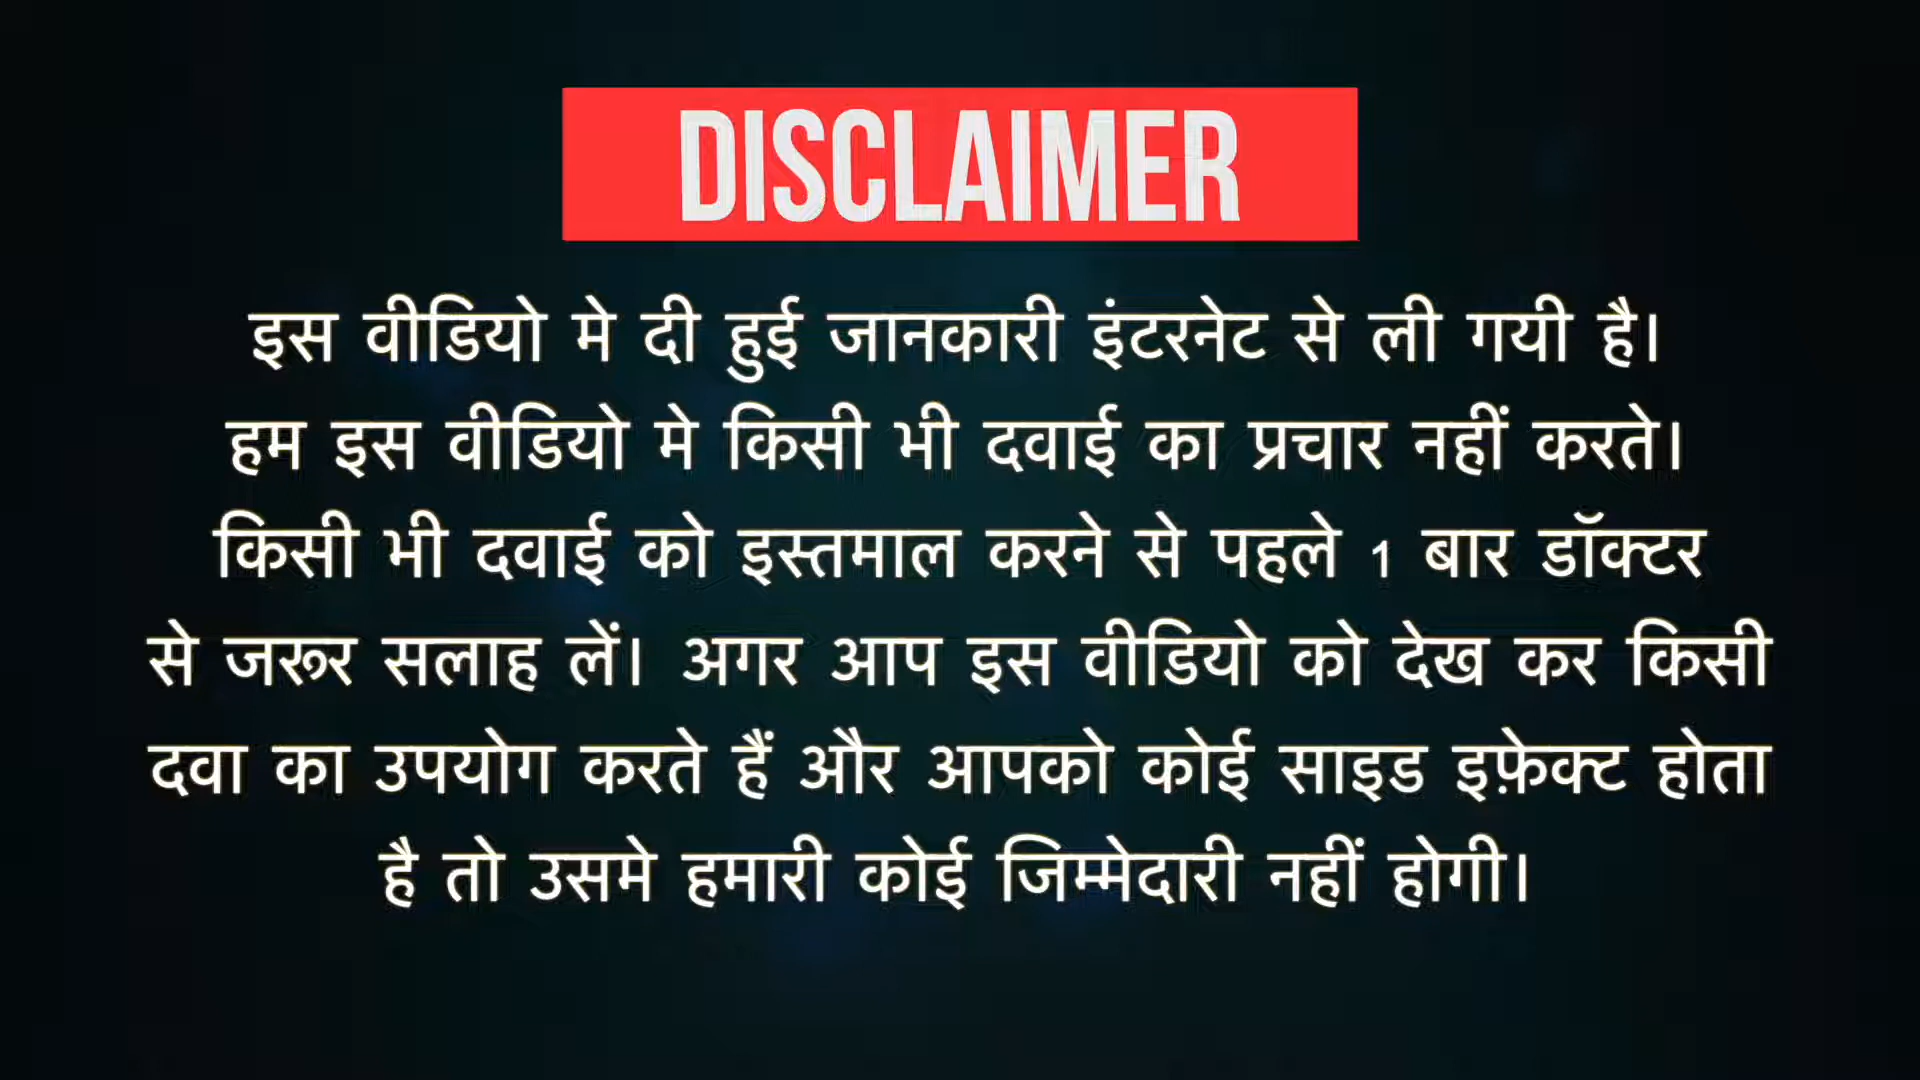 DISCLAIMER
इस वीडियो मे दी हुई जानकारी इंटरनेट से ली गयी है।
हम इस वीडियो मे किसी भी दवाई का प्रचार नहीं करते।
किसी भी दवाई को इस्तमाल करने से पहले 1 बार डॉक्टर
से जरूर सलाह लें। अगर आप इस वीडियो को देख कर किसी
दवा का उपयोग करते हैं और आपको कोई साइड इफ़ेक्ट होता
है तो उसमे हमारी कोई जिम्मेदारी नहीं होगी।